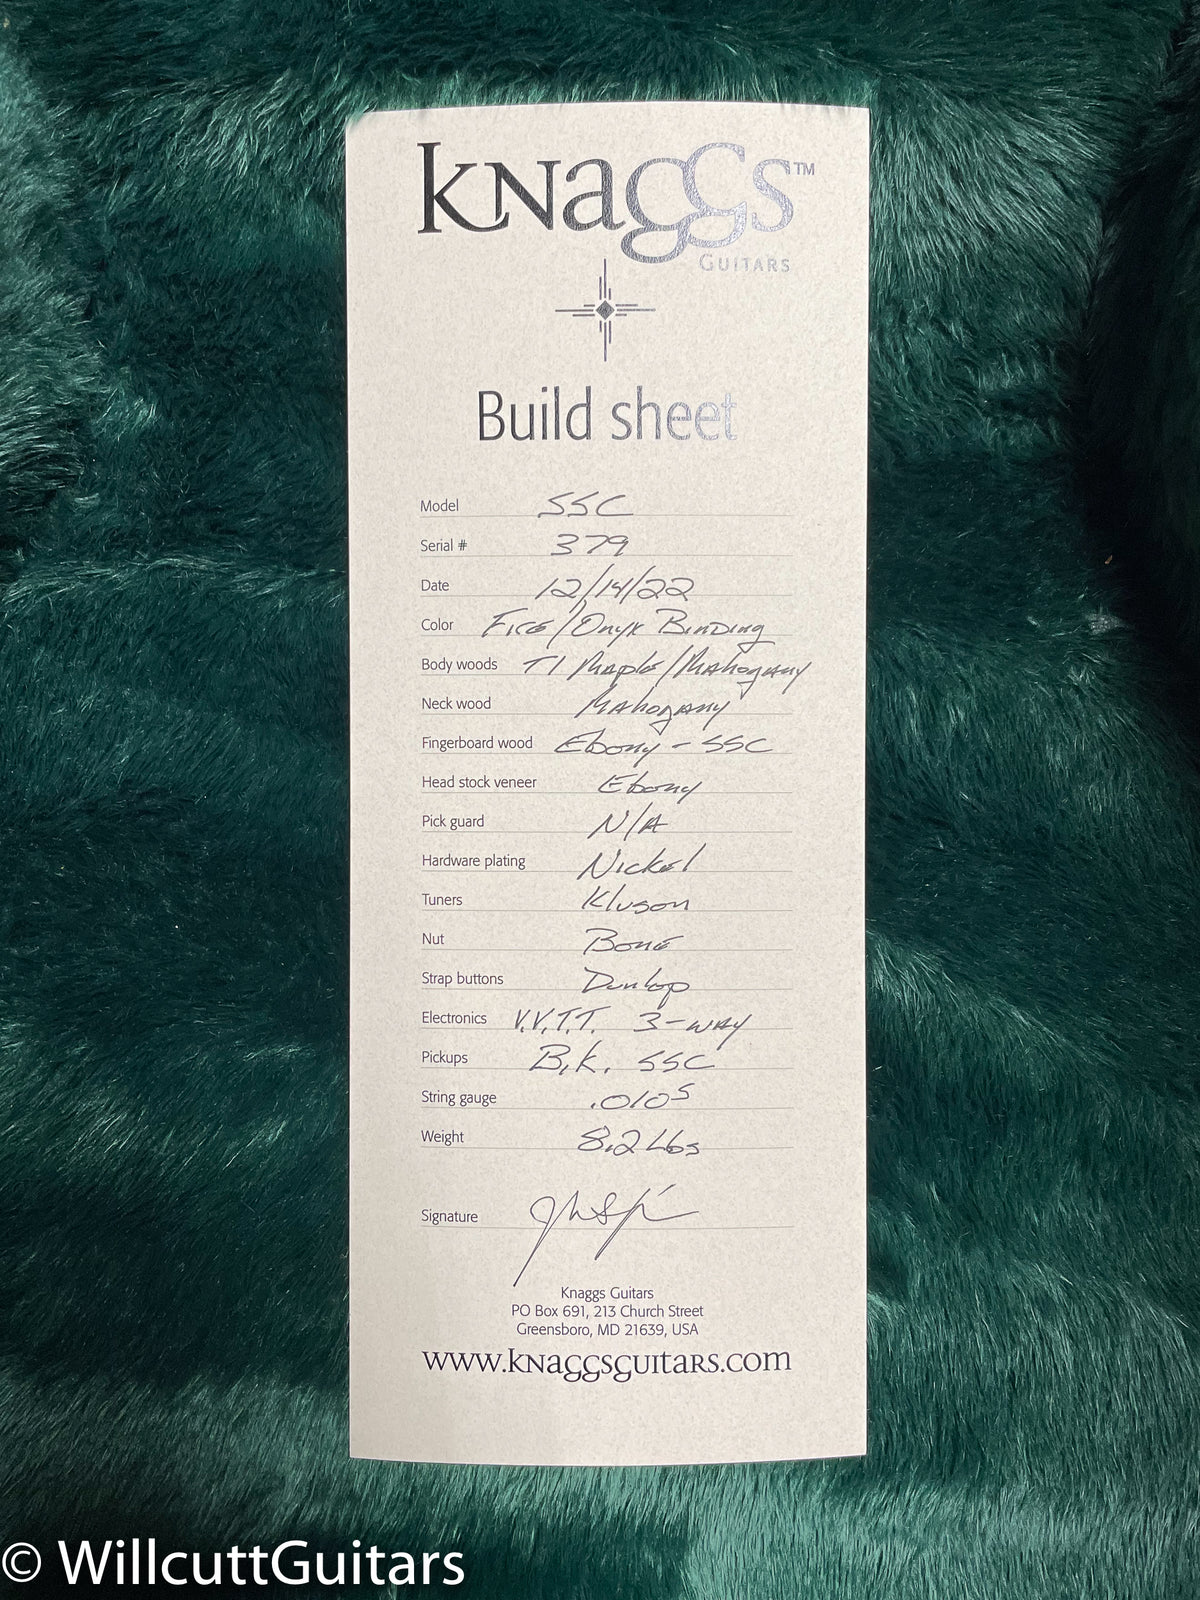 Knaggs™
Guitars
Build sheet
Model SSC
Serial # 379
Date 12/14/22
Color Fire/Onyx Binding
Body woods T1 Maple/Mahogany
Neck wood Mahogany
Fingerboard wood Ebony - SSC
Head stock veneer Ebony
Pick guard N/A
Hardware plating Nickel
Tuners Kluson
Nut Bone
Strap buttons Dunlop
Electronics V.V.T.T. 3-way
Pickups B.K. SSC
String gauge .010s
Weight 8.2 Lbs
Signature
Knaggs Guitars
PO Box 691, 213 Church Street
Greensboro, MD 21639, USA
www.knaggsguitars.com
© WillcuttGuitars